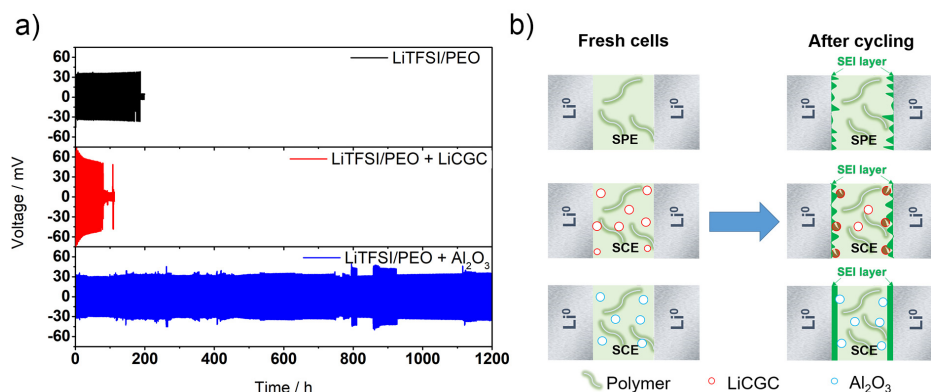 a)
60
30
0
-30
-60
LiTFSI/PEO
60
30
0
-30
-60
LiTFSI/PEO + LiCGC
60
30
0
-30
-60
LiTFSI/PEO + Al₂O₃
Voltage / mV
0 200 400 600 800 1000 1200
Time / h
b)
Fresh cells
After cycling
SEI layer
Li⁰
SPE
Li⁰
Li⁰
SPE
Li⁰
SEI layer
Li⁰
SCE
Li⁰
Li⁰
SCE
Li⁰
SEI layer
Li⁰
SCE
Li⁰
Li⁰
SCE
Li⁰
Polymer
LiCGC
Al₂O₃